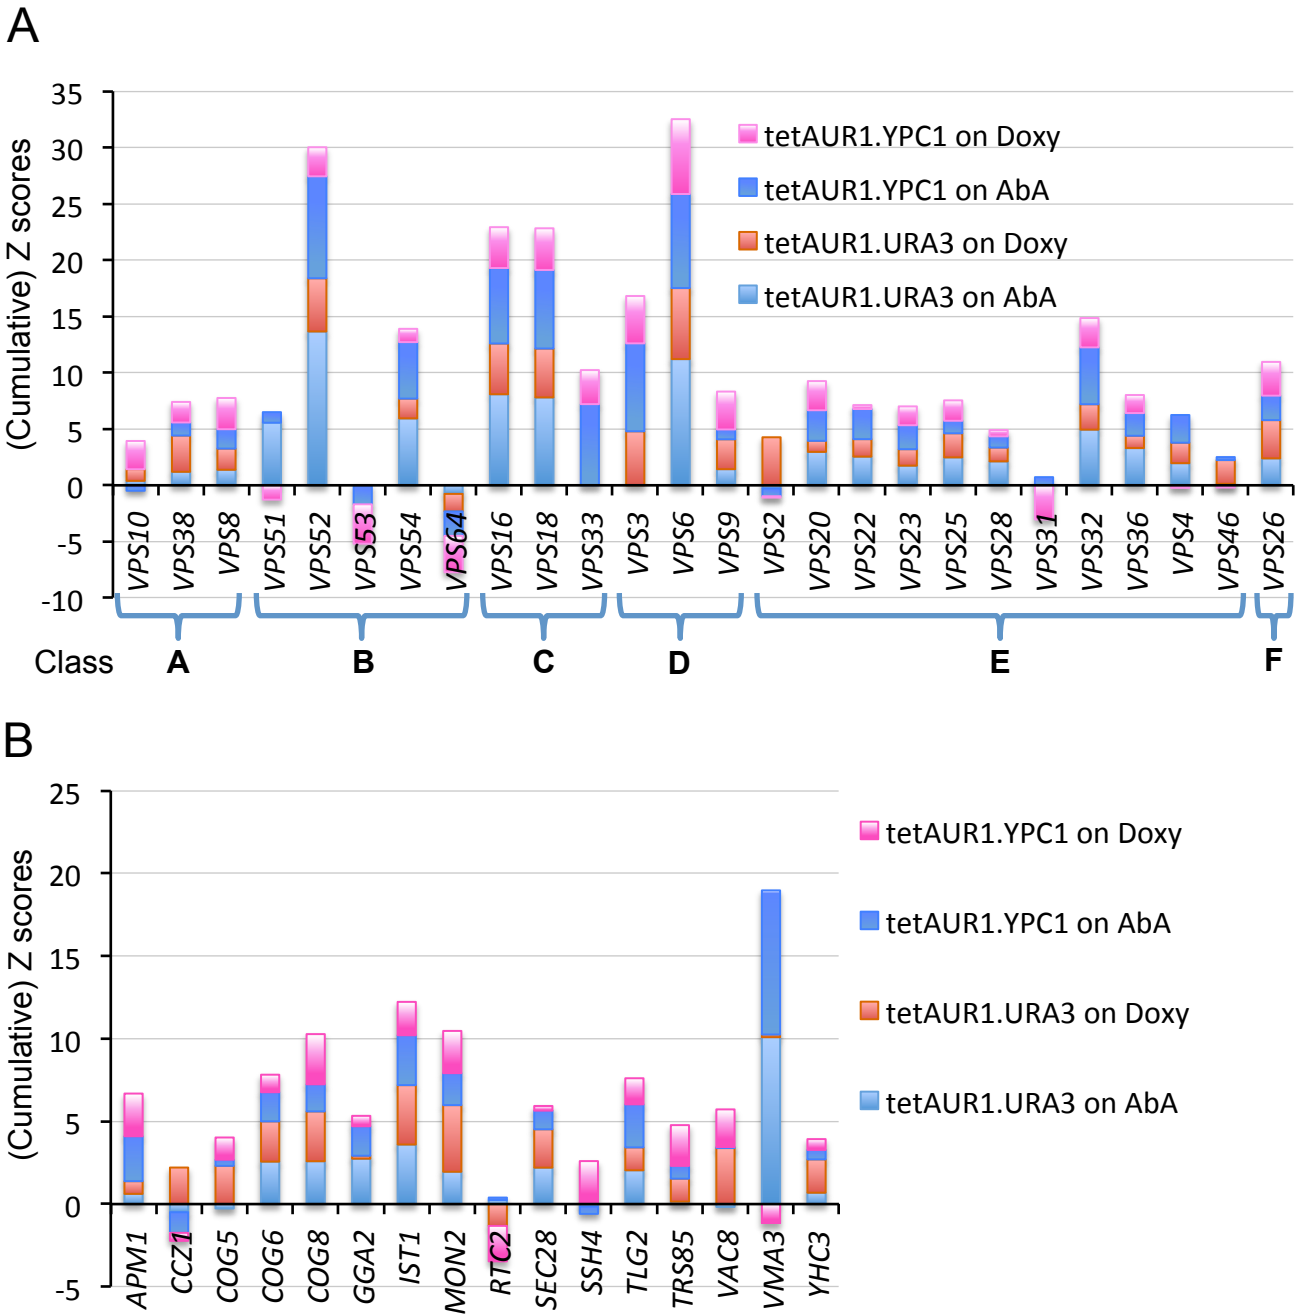 A
(Cumulative) Z scores
35
30
25
20
15
10
5
0
-5
-10
tetAUR1.YPC1 on Doxy
tetAUR1.YPC1 on AbA
tetAUR1.URA3 on Doxy
tetAUR1.URA3 on AbA
VPS10
VPS38
VPS8
VPS51
VPS52
VPS53
VPS54
VPS64
VPS16
VPS18
VPS33
VPS3
VPS6
VPS9
VPS2
VPS20
VPS22
VPS23
VPS25
VPS28
VPS31
VPS32
VPS36
VPS4
VPS46
VPS26
Class A B C D E F
B
(Cumulative) Z scores
25
20
15
10
5
0
-5
tetAUR1.YPC1 on Doxy
tetAUR1.YPC1 on AbA
tetAUR1.URA3 on Doxy
tetAUR1.URA3 on AbA
APM1
CCZ1
COG5
COG6
COG8
GGA2
IST1
MON2
RTC2
SEC28
SSH4
TLG2
TRS85
VAC8
VMA3
YHC3